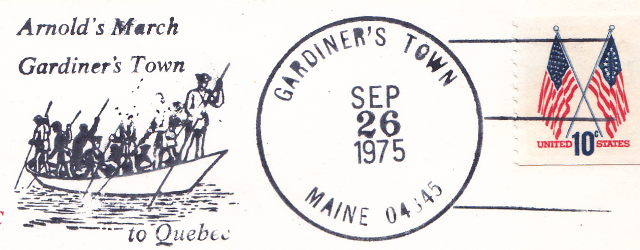 Arnold's March
Gardiner's Town
to Quebec
GARDINER'S TOWN
SEP
26
1975
MAINE 04345
UNITED 10c STATES